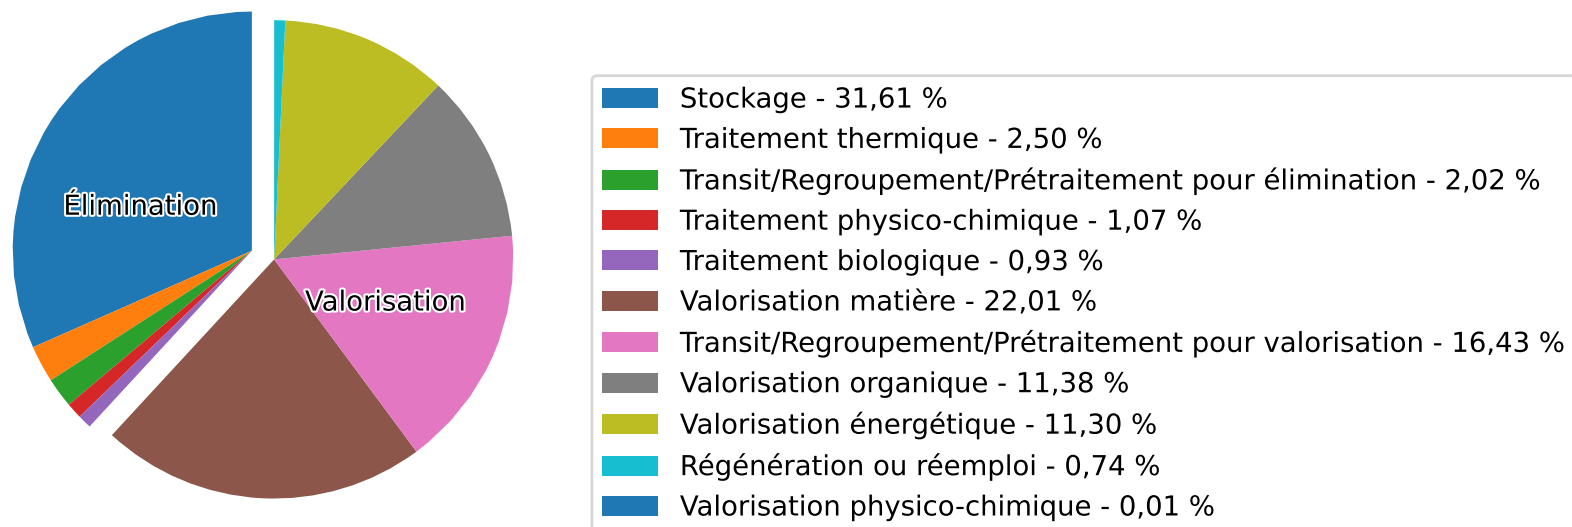 Élimination
Valorisation
Stockage - 31,61 %
Traitement thermique - 2,50 %
Transit/Regroupement/Prétraitement pour élimination - 2,02 %
Traitement physico-chimique - 1,07 %
Traitement biologique - 0,93 %
Valorisation matière - 22,01 %
Transit/Regroupement/Prétraitement pour valorisation - 16,43 %
Valorisation organique - 11,38 %
Valorisation énergétique - 11,30 %
Régénération ou réemploi - 0,74 %
Valorisation physico-chimique - 0,01 %